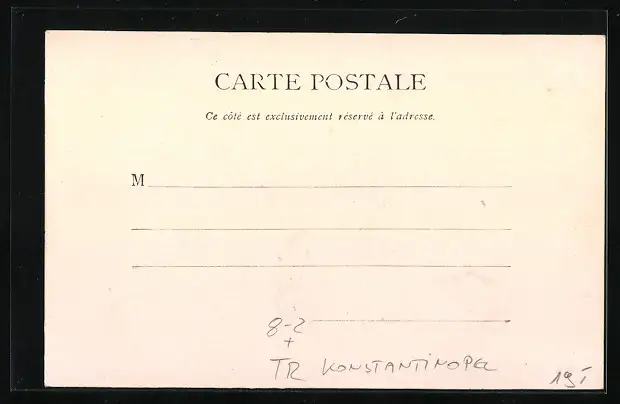 CARTE POSTALE
Ce côté est exclusivement réservé à l'adresse.
M
8-2
+
TR KONSTANTINOPEL